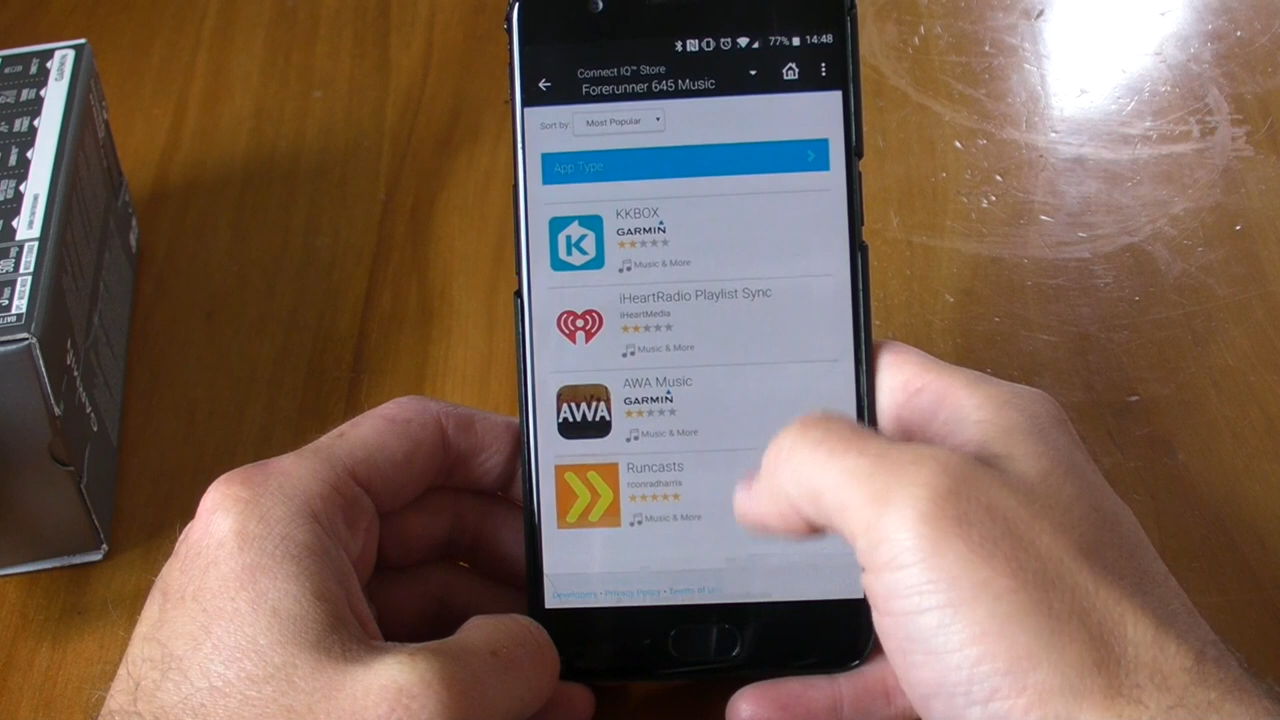 77% 14:48
Connect IQ™ Store
Forerunner 645 Music
Sort by: Most Popular
App Type
KKBOX
GARMIN
Music & More
iHeartRadio Playlist Sync
iHeartMedia
Music & More
AWA Music
AWA
GARMIN
Music & More
Runcasts
rconradharris
Music & More
Developers • Privacy Policy • Terms of
GARMIN
GARMIN